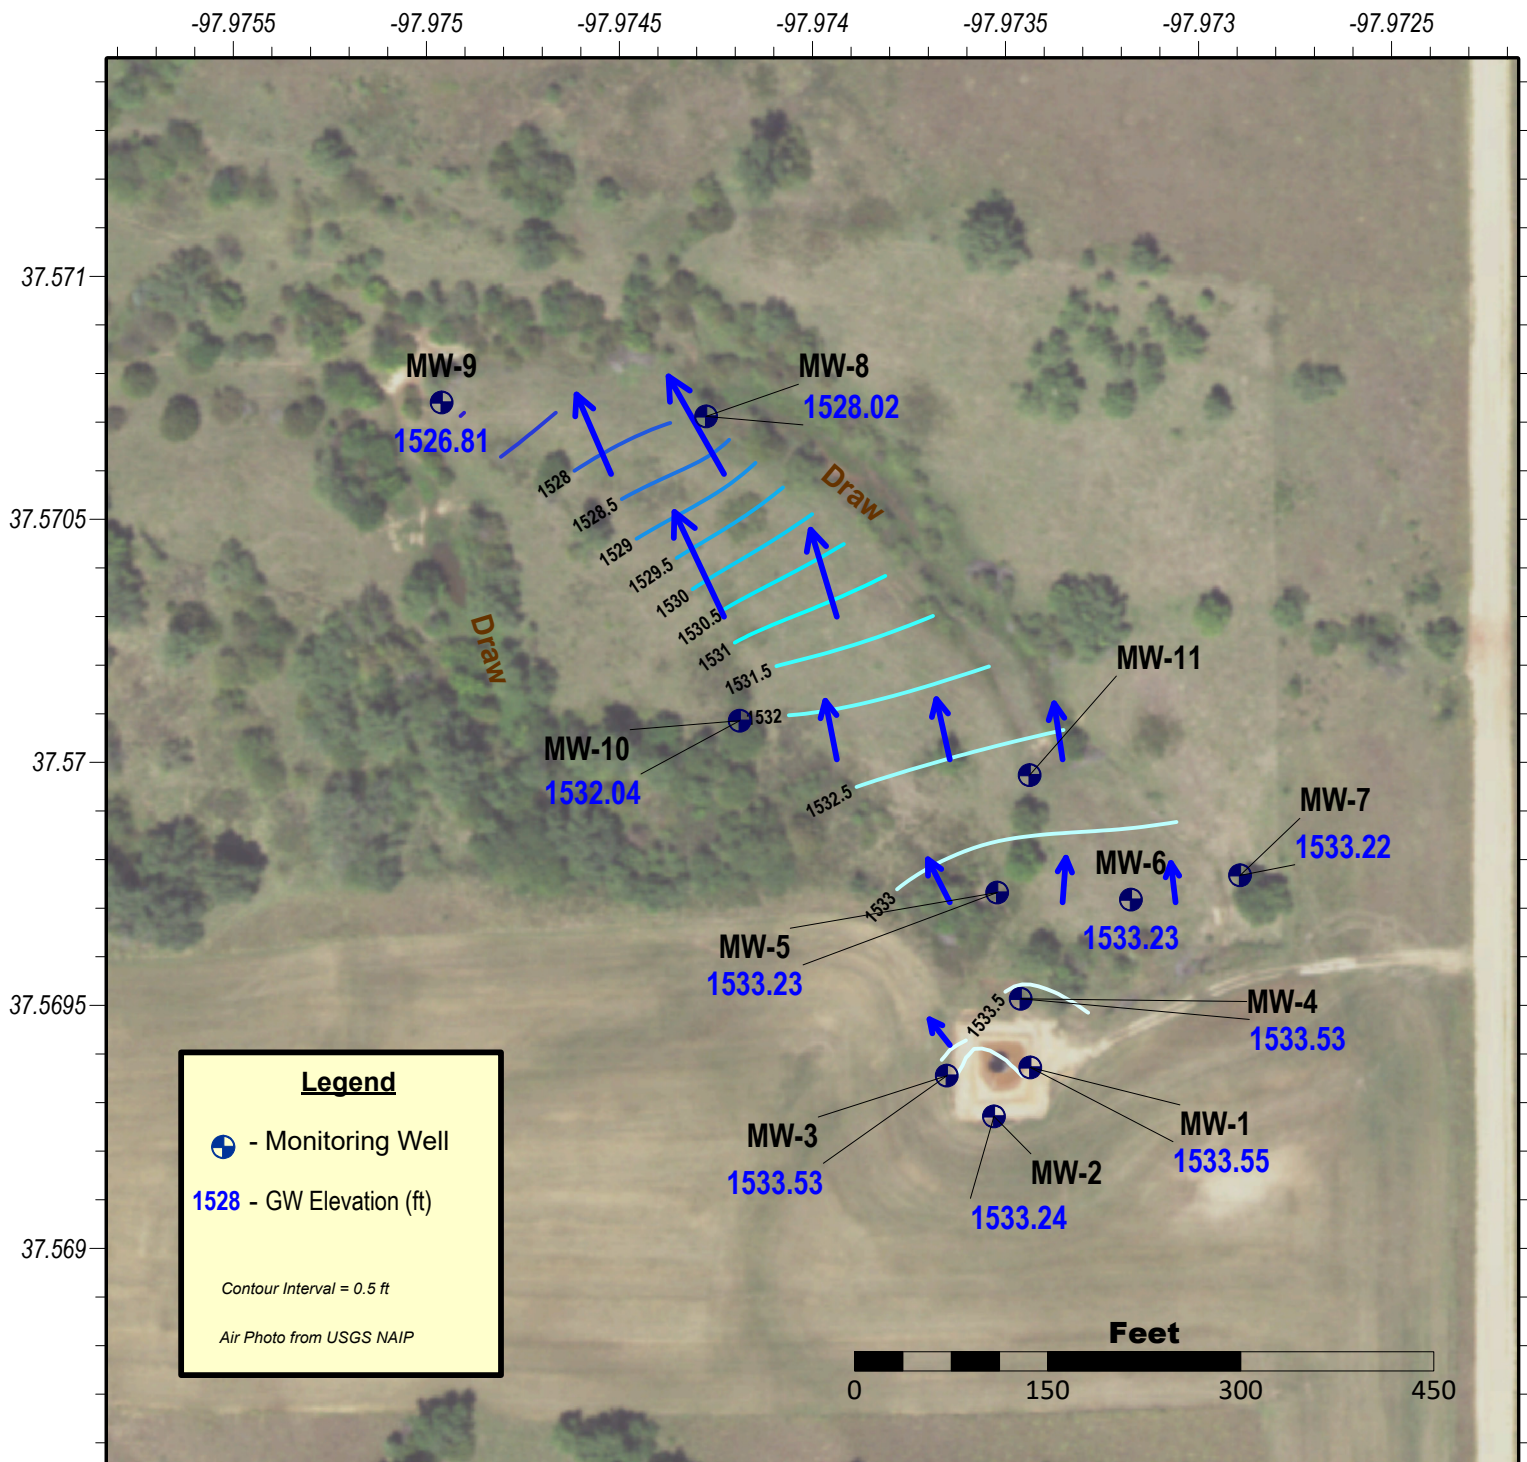 -97.9755 -97.975 -97.9745 -97.974 -97.9735 -97.973 -97.9725
37.571
37.5705
37.57
37.5695
37.569
MW-9
1526.81
MW-8
1528.02
Draw
Draw
1528
1528.5
1529
1529.5
1530
1530.5
1531
1531.5
1532
1532.5
1533
1533.5
MW-11
MW-10
1532.04
MW-7
1533.22
MW-6
1533.23
MW-5
1533.23
MW-4
1533.53
MW-3
1533.53
MW-1
1533.55
MW-2
1533.24
Legend
- Monitoring Well
1528 - GW Elevation (ft)
Contour Interval = 0.5 ft
Air Photo from USGS NAIP
Feet
0 150 300 450